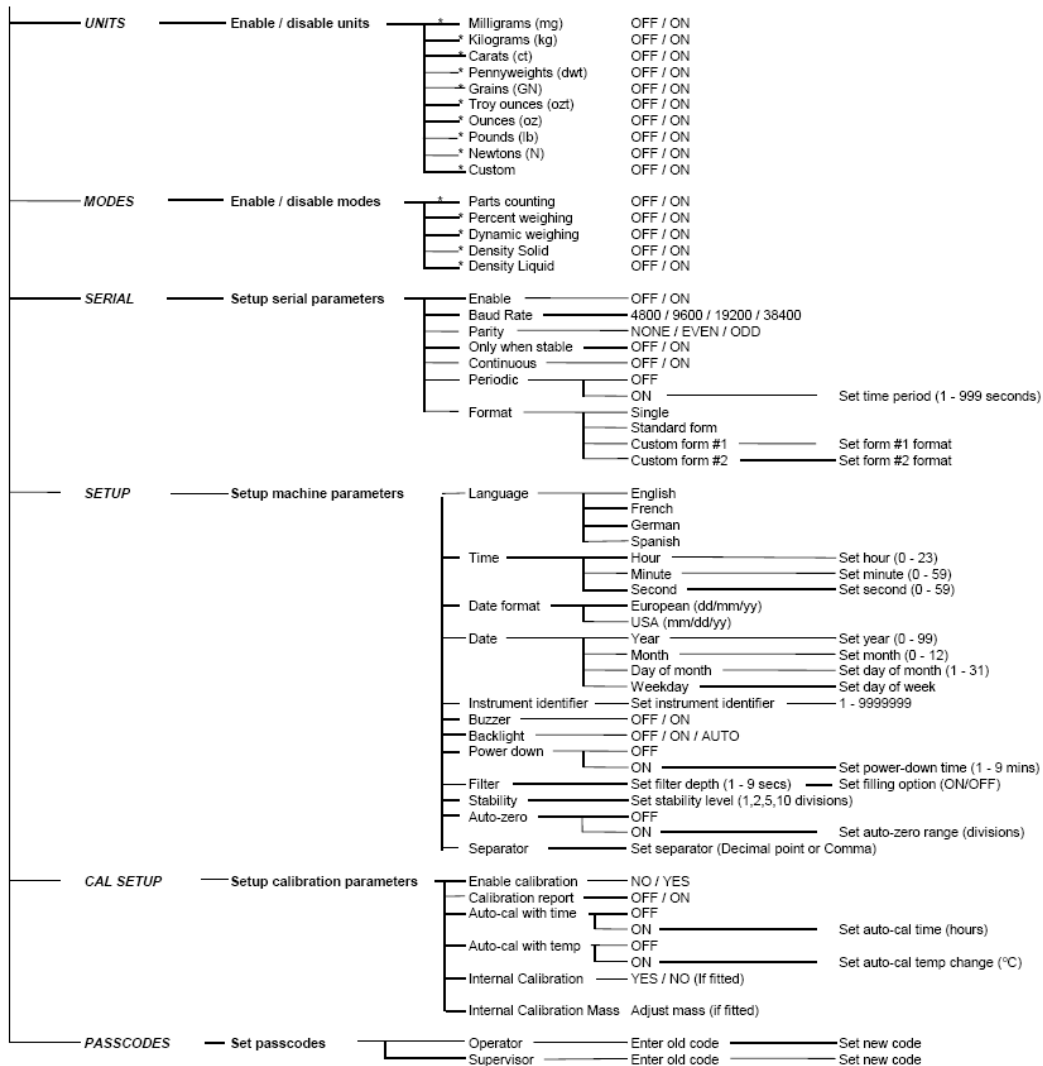 UNITS Enable / disable units * Milligrams (mg) OFF / ON
* Kilograms (kg) OFF / ON
* Carats (ct) OFF / ON
* Pennyweights (dwt) OFF / ON
* Grains (GN) OFF / ON
* Troy ounces (ozt) OFF / ON
* Ounces (oz) OFF / ON
* Pounds (lb) OFF / ON
* Newtons (N) OFF / ON
* Custom OFF / ON
MODES Enable / disable modes * Parts counting OFF / ON
* Percent weighing OFF / ON
* Dynamic weighing OFF / ON
* Density Solid OFF / ON
* Density Liquid OFF / ON
SERIAL Setup serial parameters Enable OFF / ON
Baud Rate 4800 / 9600 / 19200 / 38400
Parity NONE / EVEN / ODD
Only when stable OFF / ON
Continuous OFF / ON
Periodic OFF
ON Set time period (1 - 999 seconds)
Format Single
Standard form
Custom form #1 Set form #1 format
Custom form #2 Set form #2 format
SETUP Setup machine parameters Language English
French
German
Spanish
Time Hour Set hour (0 - 23)
Minute Set minute (0 - 59)
Second Set second (0 - 59)
Date format European (dd/mm/yy)
USA (mm/dd/yy)
Date Year Set year (0 - 99)
Month Set month (0 - 12)
Day of month Set day of month (1 - 31)
Weekday Set day of week
Instrument identifier Set instrument identifier 1 - 9999999
Buzzer OFF / ON
Backlight OFF / ON / AUTO
Power down OFF
ON Set power-down time (1 - 9 mins)
Filter Set filter depth (1 - 9 secs) Set filling option (ON/OFF)
Stability Set stability level (1,2,5,10 divisions)
Auto-zero OFF
ON Set auto-zero range (divisions)
Separator Set separator (Decimal point or Comma)
CAL SETUP Setup calibration parameters Enable calibration NO / YES
Calibration report OFF / ON
Auto-cal with time OFF
ON Set auto-cal time (hours)
Auto-cal with temp OFF
ON Set auto-cal temp change (°C)
Internal Calibration YES / NO (If fitted)
Internal Calibration Mass Adjust mass (if fitted)
PASSCODES Set passcodes Operator Enter old code Set new code
Supervisor Enter old code Set new code